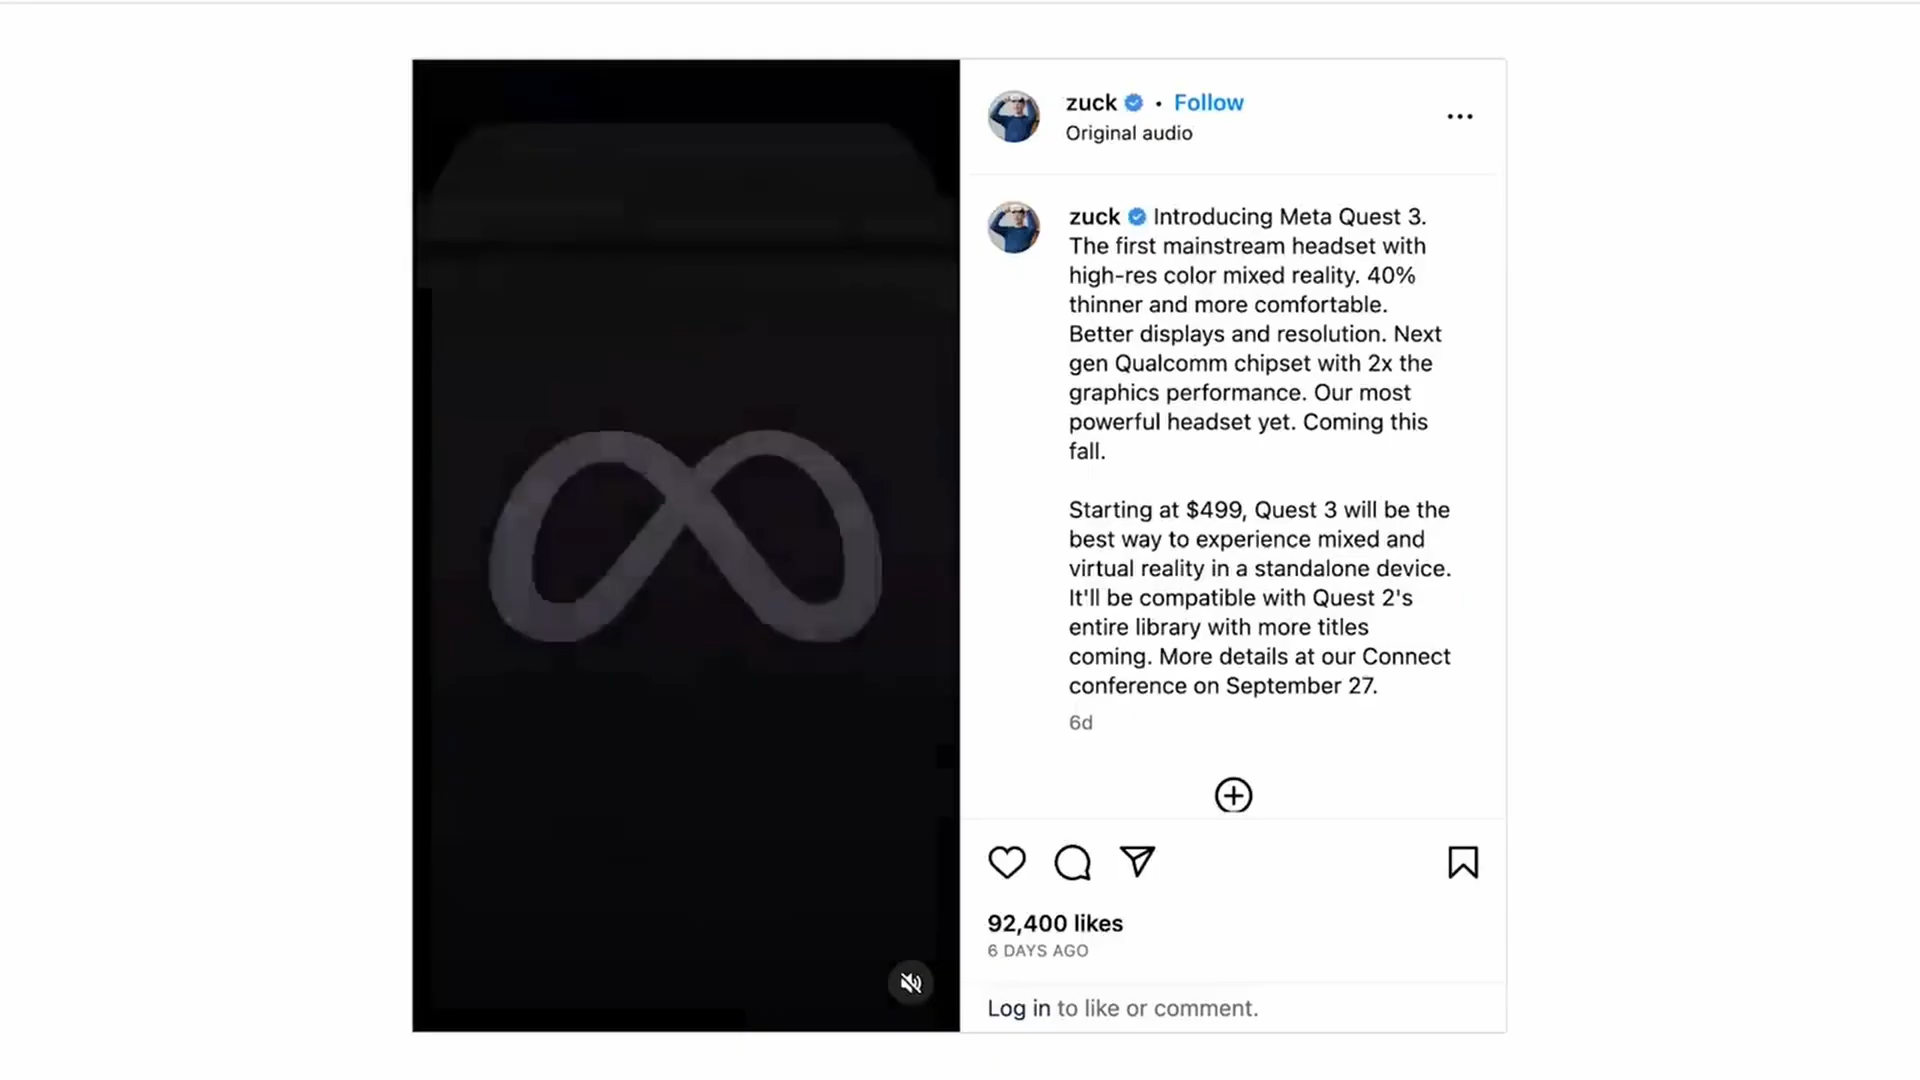 zuck • Follow
Original audio
zuck Introducing Meta Quest 3.
The first mainstream headset with
high-res color mixed reality. 40%
thinner and more comfortable.
Better displays and resolution. Next
gen Qualcomm chipset with 2x the
graphics performance. Our most
powerful headset yet. Coming this
fall.
Starting at $499, Quest 3 will be the
best way to experience mixed and
virtual reality in a standalone device.
It'll be compatible with Quest 2's
entire library with more titles
coming. More details at our Connect
conference on September 27.
6d
92,400 likes
6 DAYS AGO
Log in to like or comment.